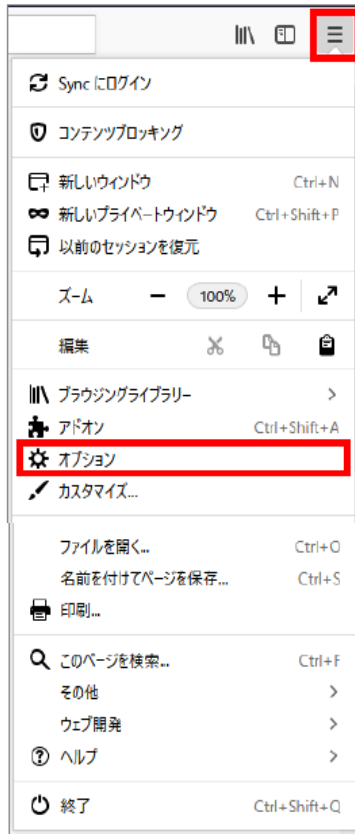 Sync にログイン
コンテンツブロッキング
新しいウィンドウ Ctrl+N
新しいプライベートウィンドウ Ctrl+Shift+P
以前のセッションを復元
ズーム 100%
編集
ブラウジングライブラリー
アドオン Ctrl+Shift+A
オプション
カスタマイズ...
ファイルを開く... Ctrl+O
名前を付けてページを保存... Ctrl+S
印刷...
このページを検索... Ctrl+F
その他
ウェブ開発
ヘルプ
終了 Ctrl+Shift+Q